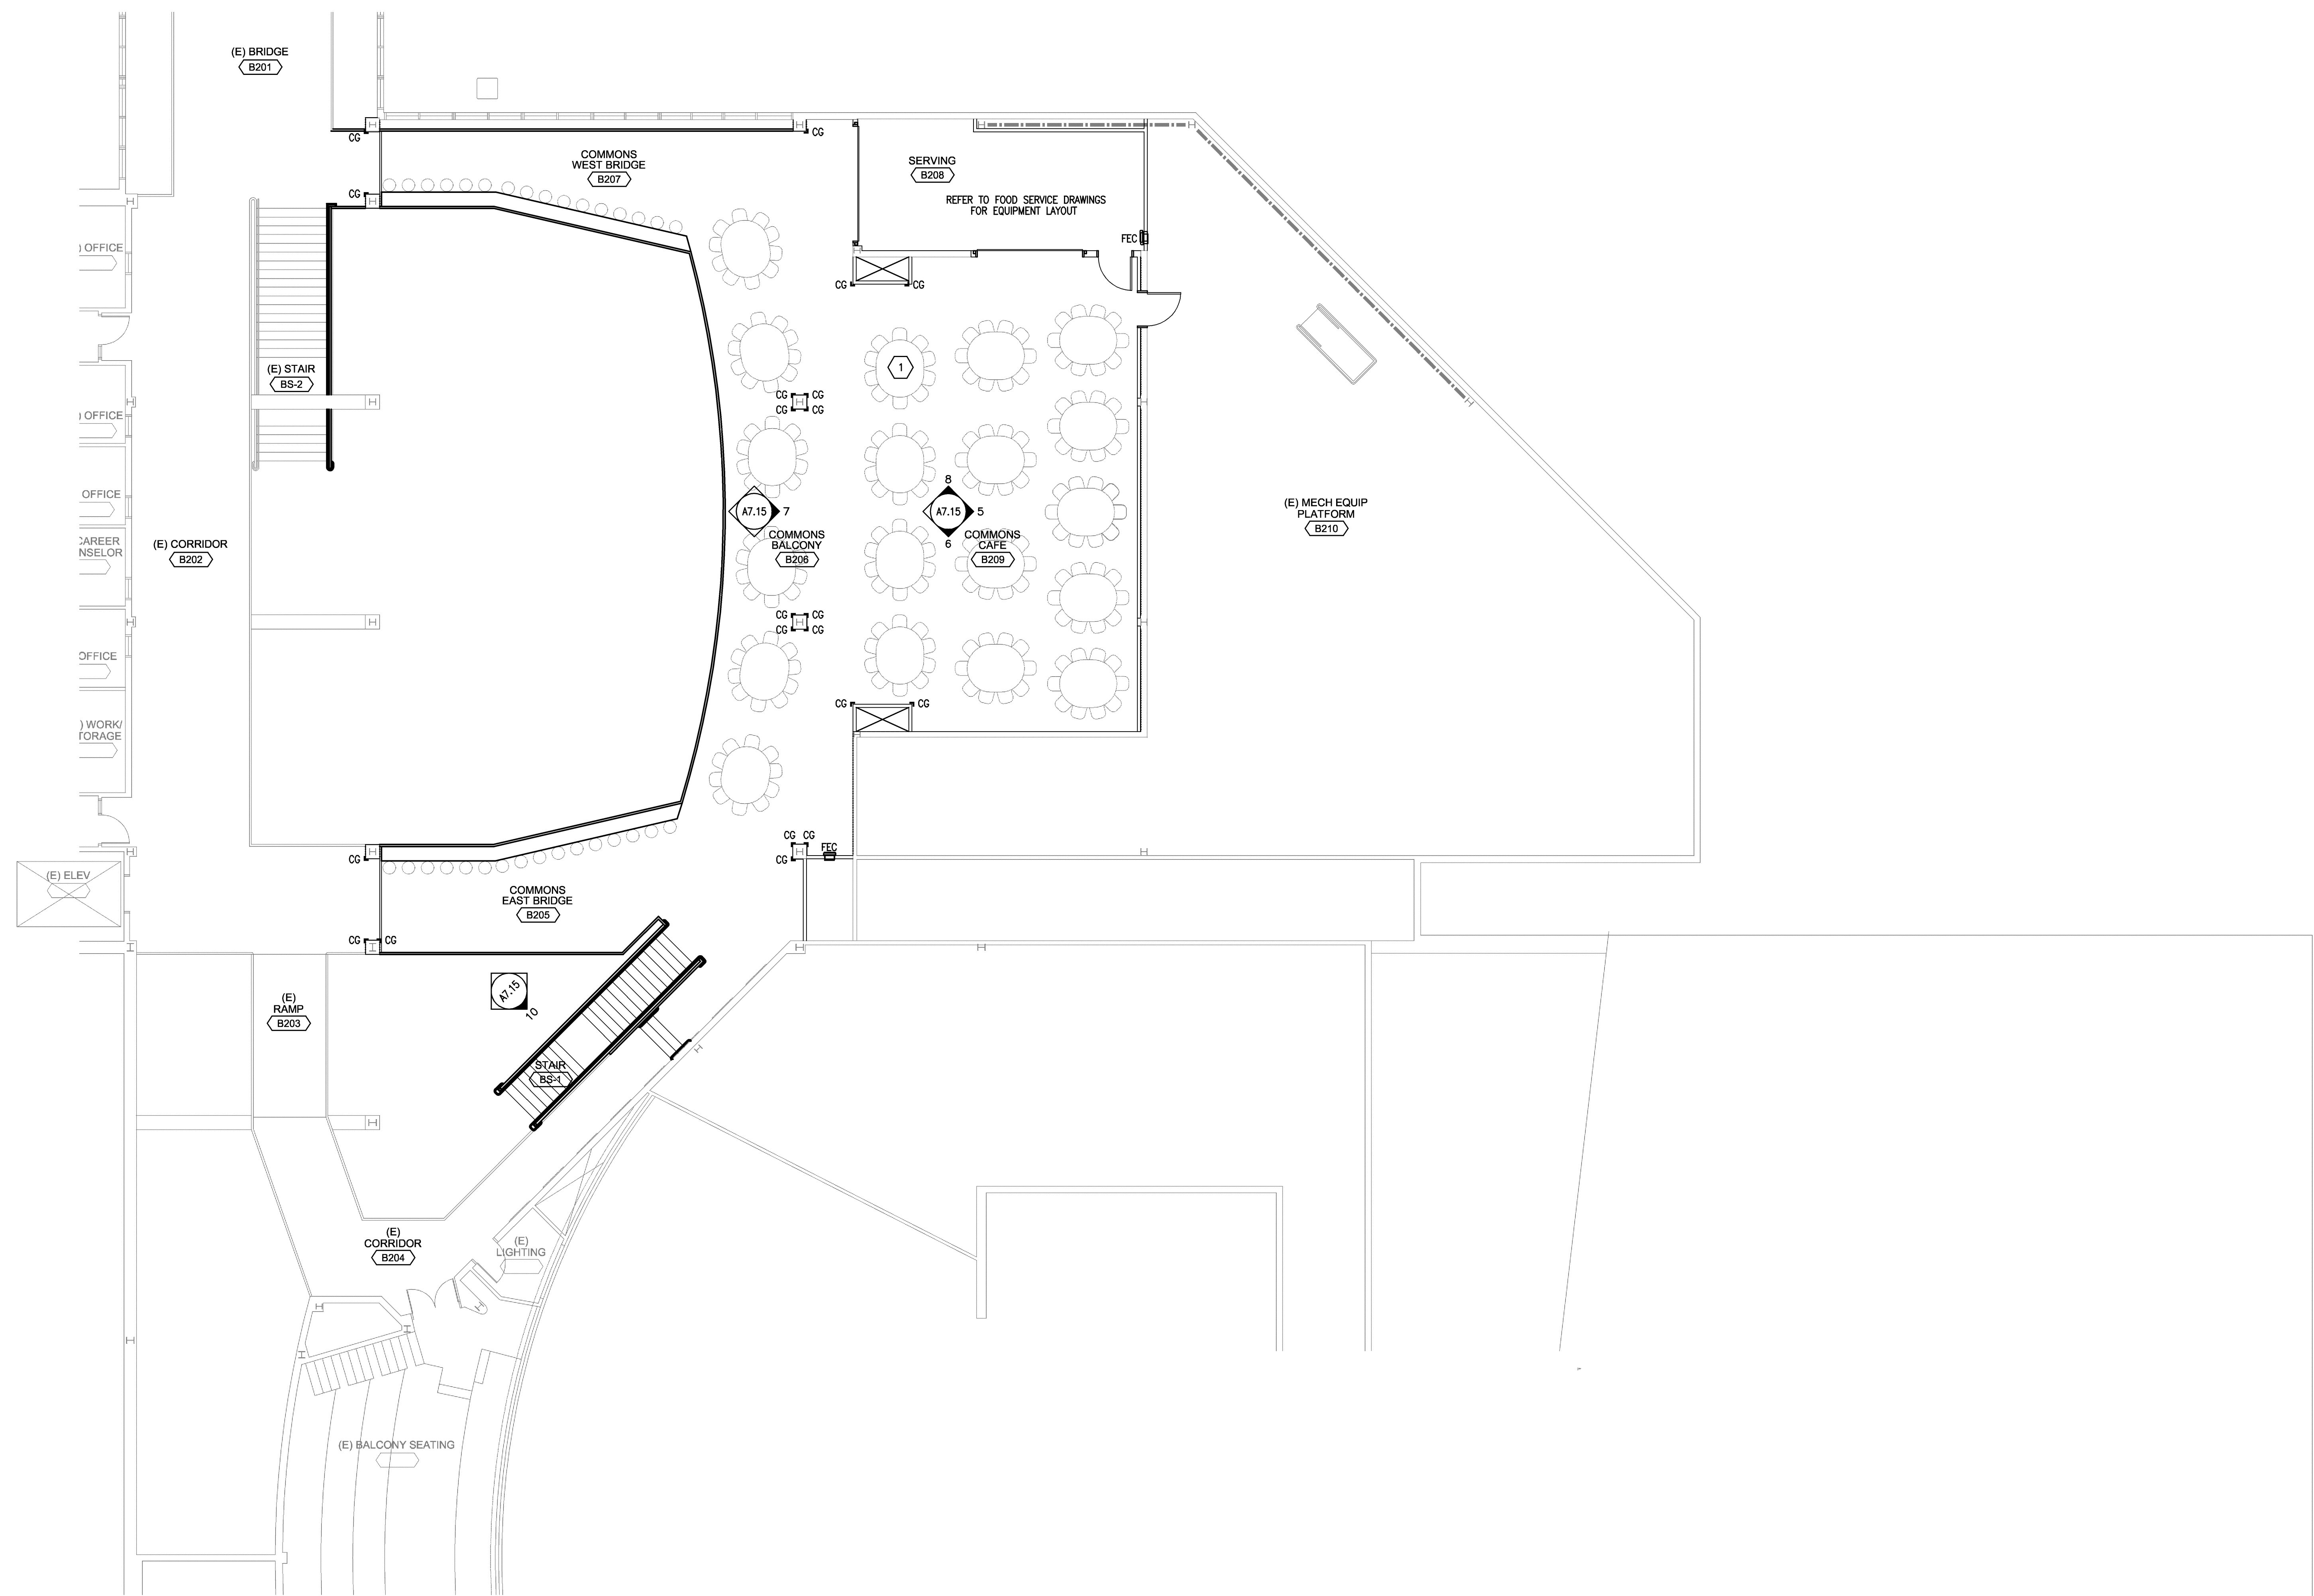 (E) BRIDGE
B201
CG
CG
COMMONS
WEST BRIDGE
B207
SERVING
B208
CG
REFER TO FOOD SERVICE DRAWINGS
FOR EQUIPMENT LAYOUT
FEC
) OFFICE
CG
CG
(E) STAIR
BS-2
1
CG
CG
CG
CG
) OFFICE
OFFICE
8
A7.15
7
A7.15
5
6
(E) MECH EQUIP
PLATFORM
B210
CAREER
NSELOR
(E) CORRIDOR
B202
COMMONS
BALCONY
B206
COMMONS
CAFE
B209
CG
CG
CG
CG
OFFICE
) WORK/
TORAGE
CG
CG
CG
CG
CG
FEC
CG
(E) ELEV
COMMONS
EAST BRIDGE
B205
CG
CG
(E)
RAMP
B203
A7.15
10
STAIR
BS-1
(E)
CORRIDOR
B204
(E)
LIGHTING
(E) BALCONY SEATING